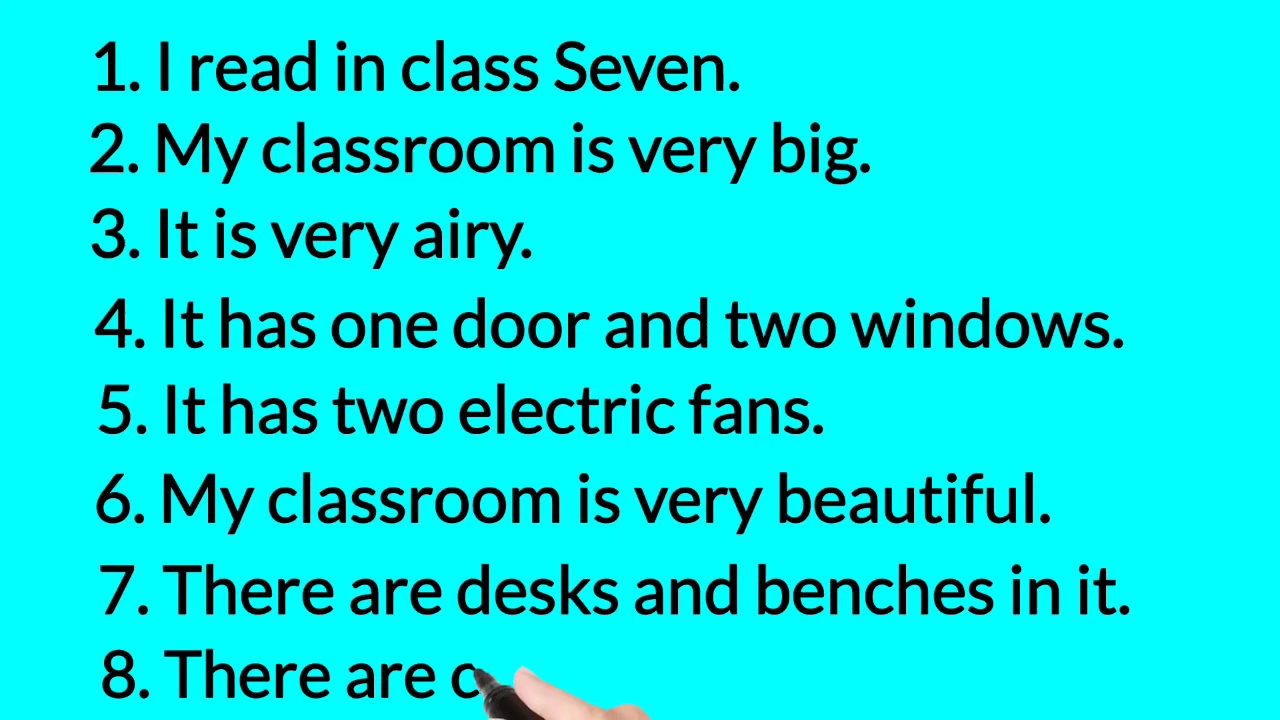 1. I read in class Seven.
2. My classroom is very big.
3. It is very airy.
4. It has one door and two windows.
5. It has two electric fans.
6. My classroom is very beautiful.
7. There are desks and benches in it.
8. There are